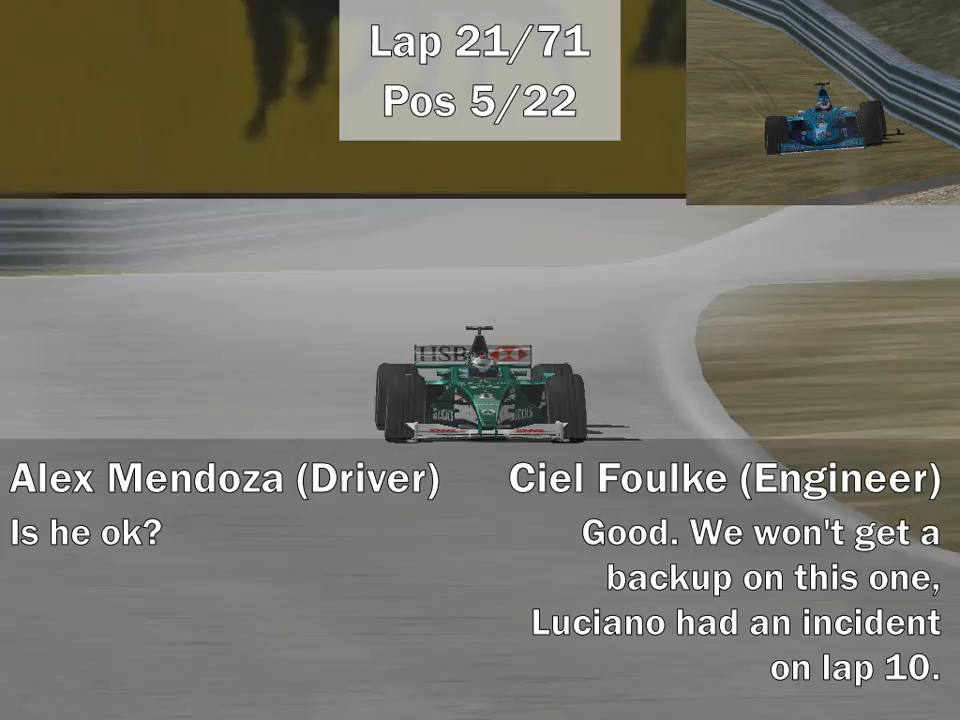 Lap 21/71
Pos 5/22
HSBC
Alex Mendoza (Driver)
Is he ok?
Ciel Foulke (Engineer)
Good. We won't get a
backup on this one,
Luciano had an incident
on lap 10.